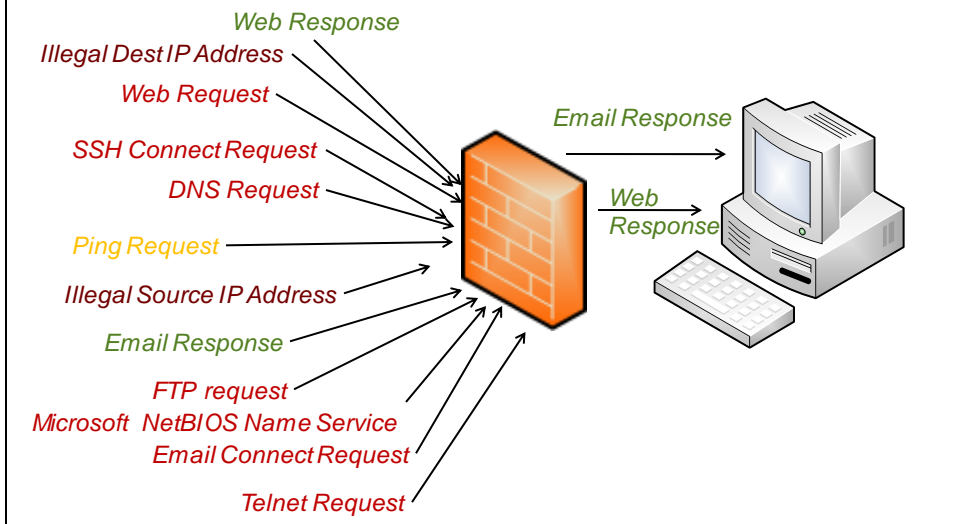 Web Response
Illegal Dest IP Address
Web Request
SSH Connect Request
DNS Request
Ping Request
Illegal Source IP Address
Email Response
FTP request
Microsoft NetBIOS Name Service
Email Connect Request
Telnet Request
Email Response
Web
Response